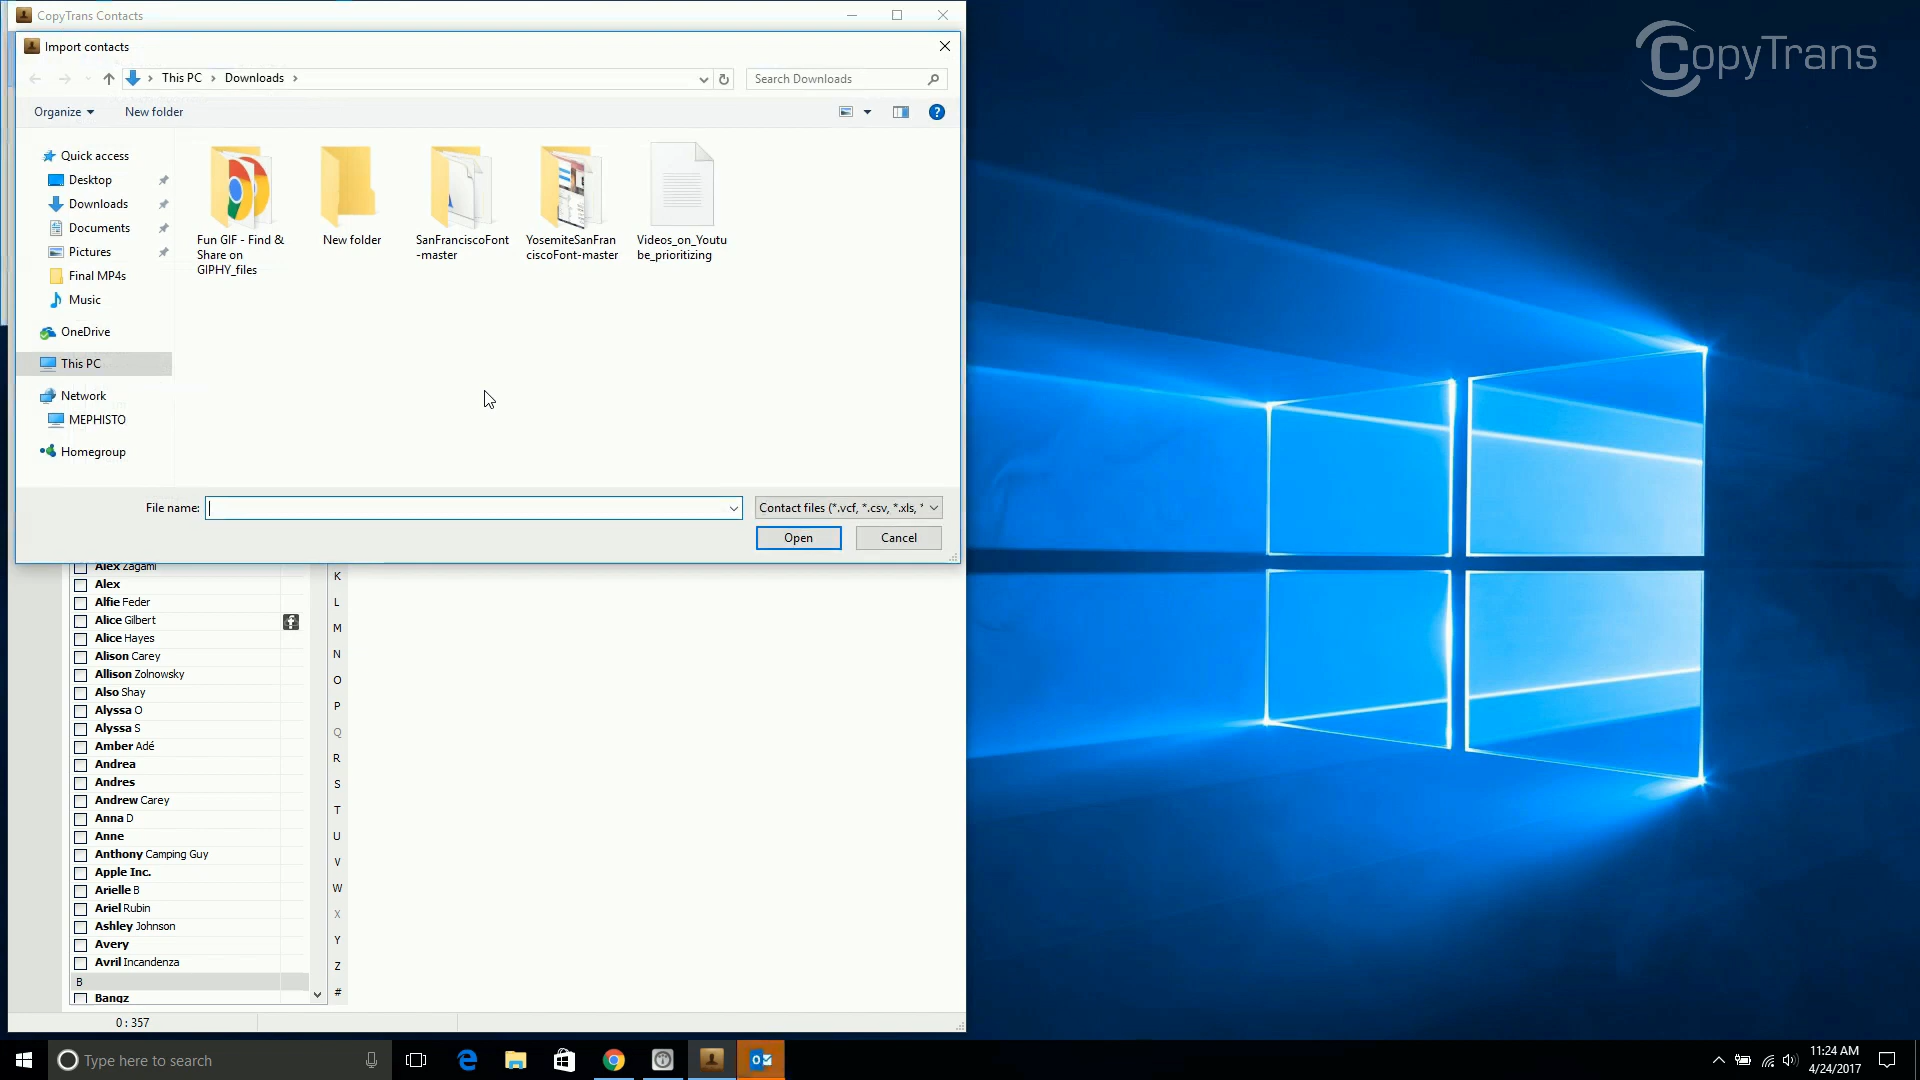 CopyTrans Contacts
CopyTrans
Import contacts
This PC
Downloads
Search Downloads
Organize
New folder
Quick access
Desktop
Downloads
Documents
Pictures
Final MP4s
Music
OneDrive
This PC
Network
MEPHISTO
Homegroup
Fun GIF - Find &
Share on
GIPHY_files
New folder
SanFranciscoFont
-master
YosemiteSanFran
ciscoFont-master
Videos_on_Youtu
be_prioritizing
File name:
Contact files (*.vcf, *.csv, *.xls, *
Open
Cancel
Alex Zagami
Alex
Alfie Feder
Alice Gilbert
Alice Hayes
Alison Carey
Allison Zolnowsky
Also Shay
Alyssa O
Alyssa S
Amber Adé
Andrea
Andres
Andrew Carey
Anna D
Anne
Anthony Camping Guy
Apple Inc.
Arielle B
Ariel Rubin
Ashley Johnson
Avery
Avril Incandenza
B
Bangz
K
L
M
N
O
P
Q
R
S
T
U
V
W
X
Y
Z
#
0 : 357
Type here to search
11:24 AM
4/24/2017